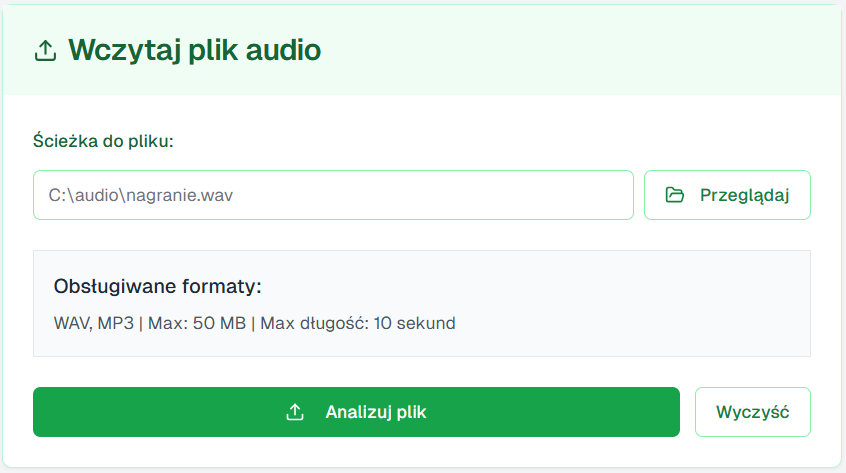 Wczytaj plik audio
Ścieżka do pliku:
C:\audio\nagranie.wav
Przeglądaj
Obsługiwane formaty:
WAV, MP3 | Max: 50 MB | Max długość: 10 sekund
Analizuj plik
Wyczyść